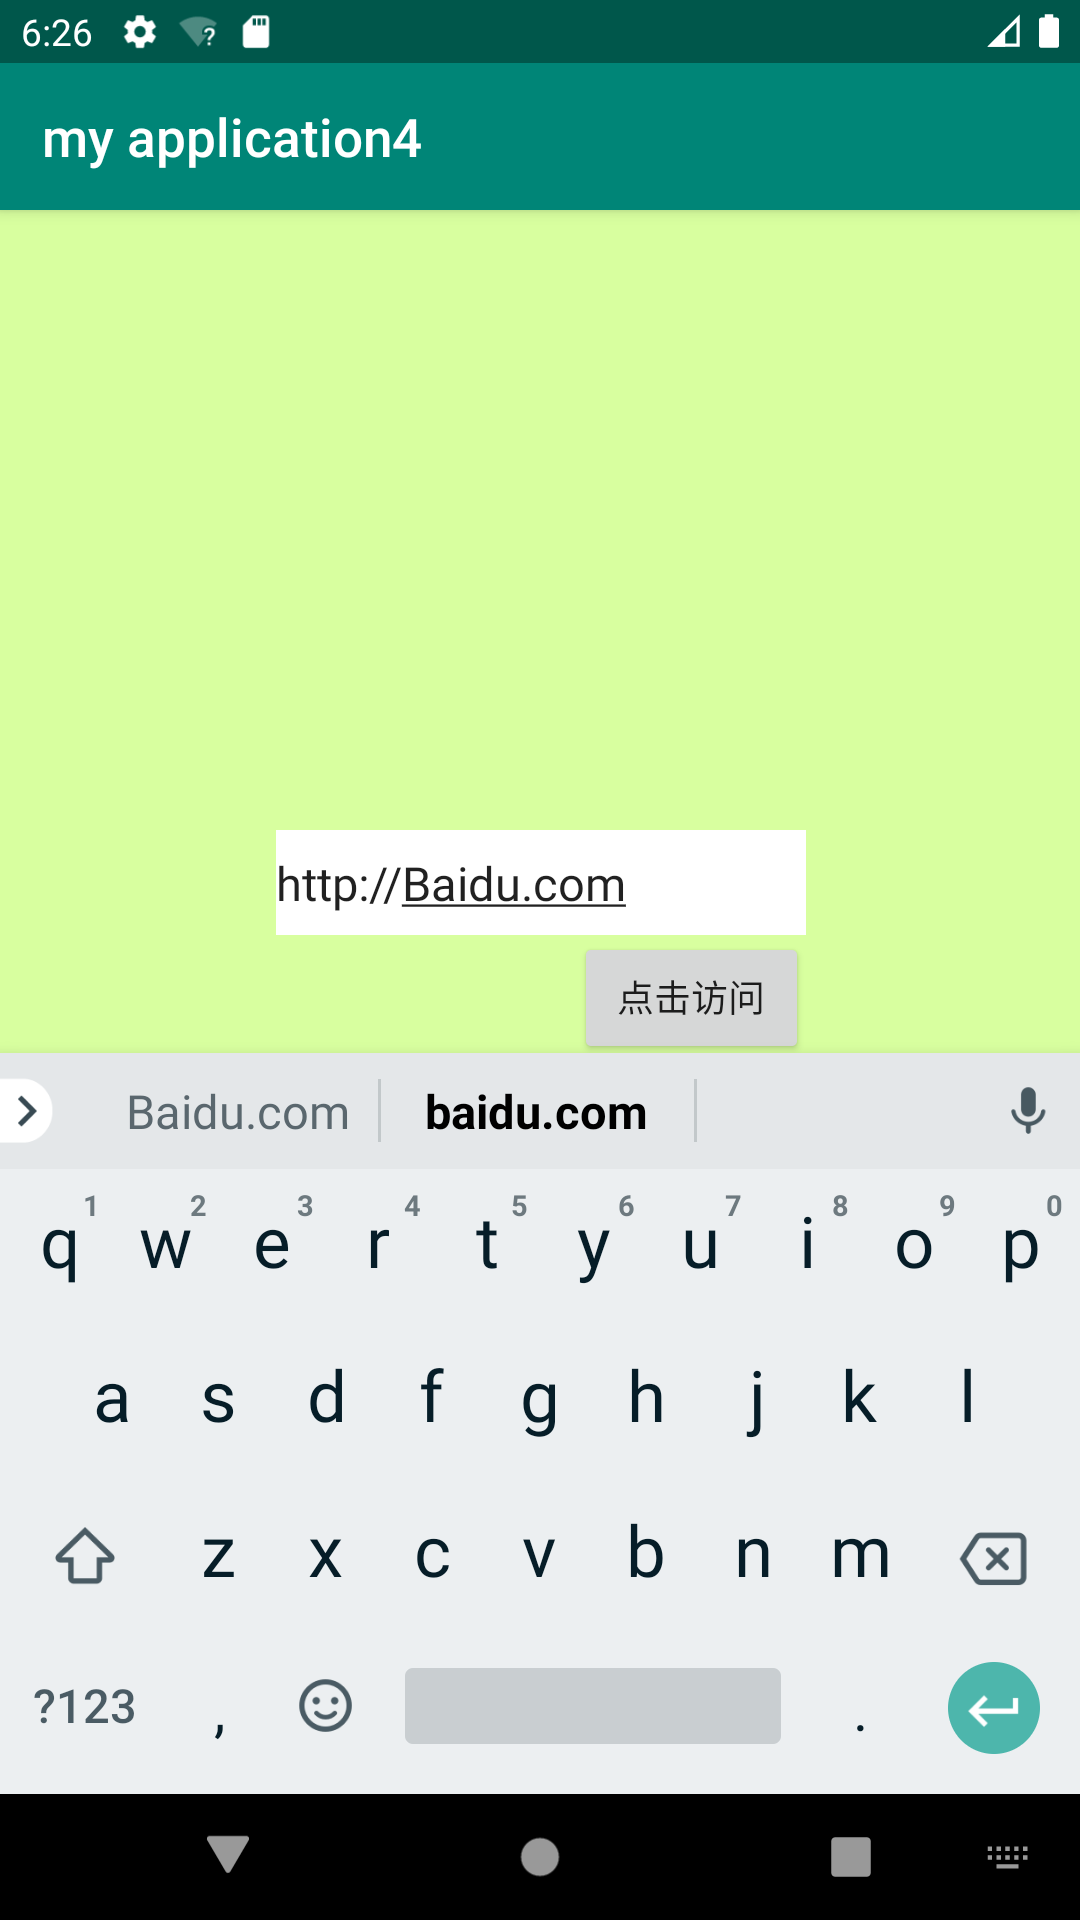 6:26 ?
my application4
http://Baidu.com
点击访问
Baidu.com baidu.com
1 2 3 4 5 6 7 8 9 0
q w e r t y u i o p
a s d f g h j k l
z x c v b n m
?123 , .